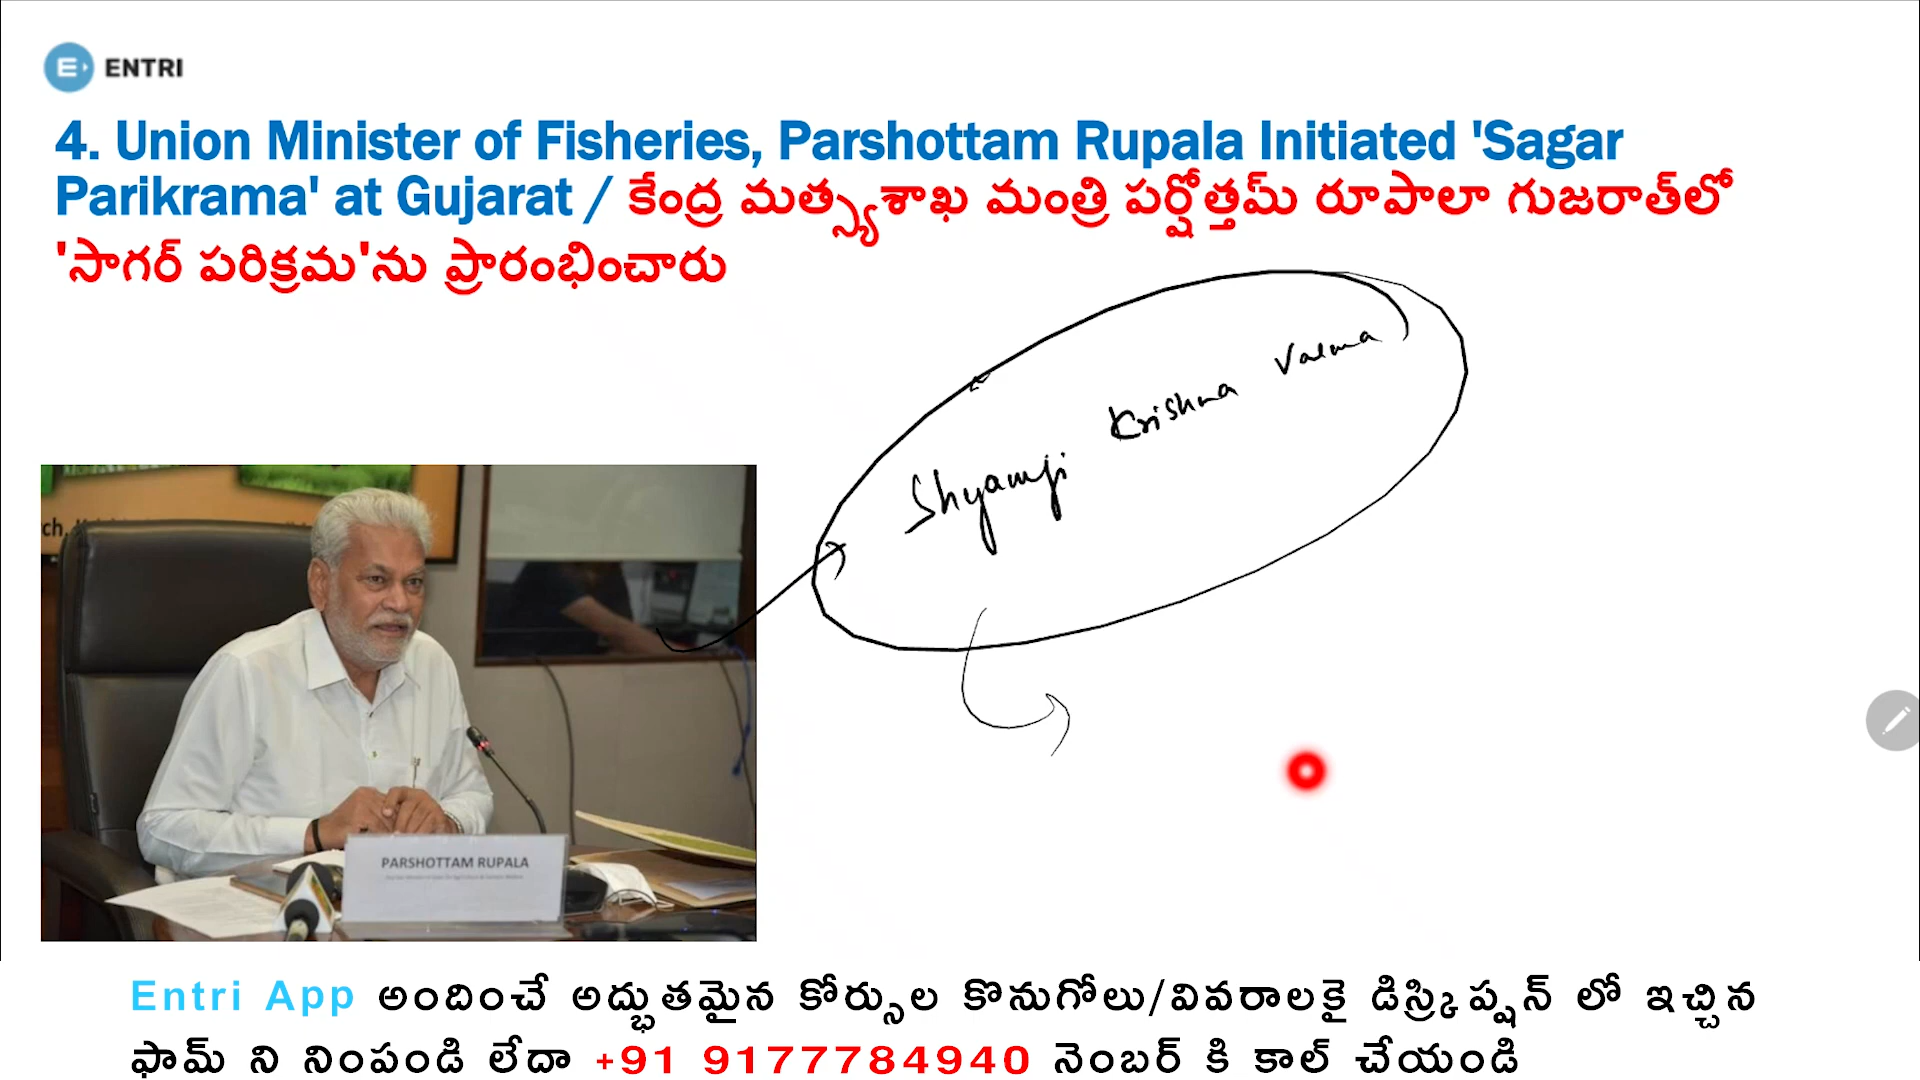 ENTRI
4. Union Minister of Fisheries, Parshottam Rupala Initiated 'Sagar
Parikrama' at Gujarat / కేంద్ర మత్స్యశాఖ మంత్రి పర్షోత్తమ్ రూపాలా గుజరాత్‌లో
'సాగర్ పరిక్రమ'ను ప్రారంభించారు
Shyamji Krishna Varma
PARSHOTTAM RUPALA
Entri App అందించే అద్భుతమైన కోర్సుల కొనుగోలు/వివరాలకై డిస్క్రిప్షన్ లో ఇచ్చిన
ఫామ్ ని నింపండి లేదా +91 9177784940 నెంబర్ కి కాల్ చేయండి